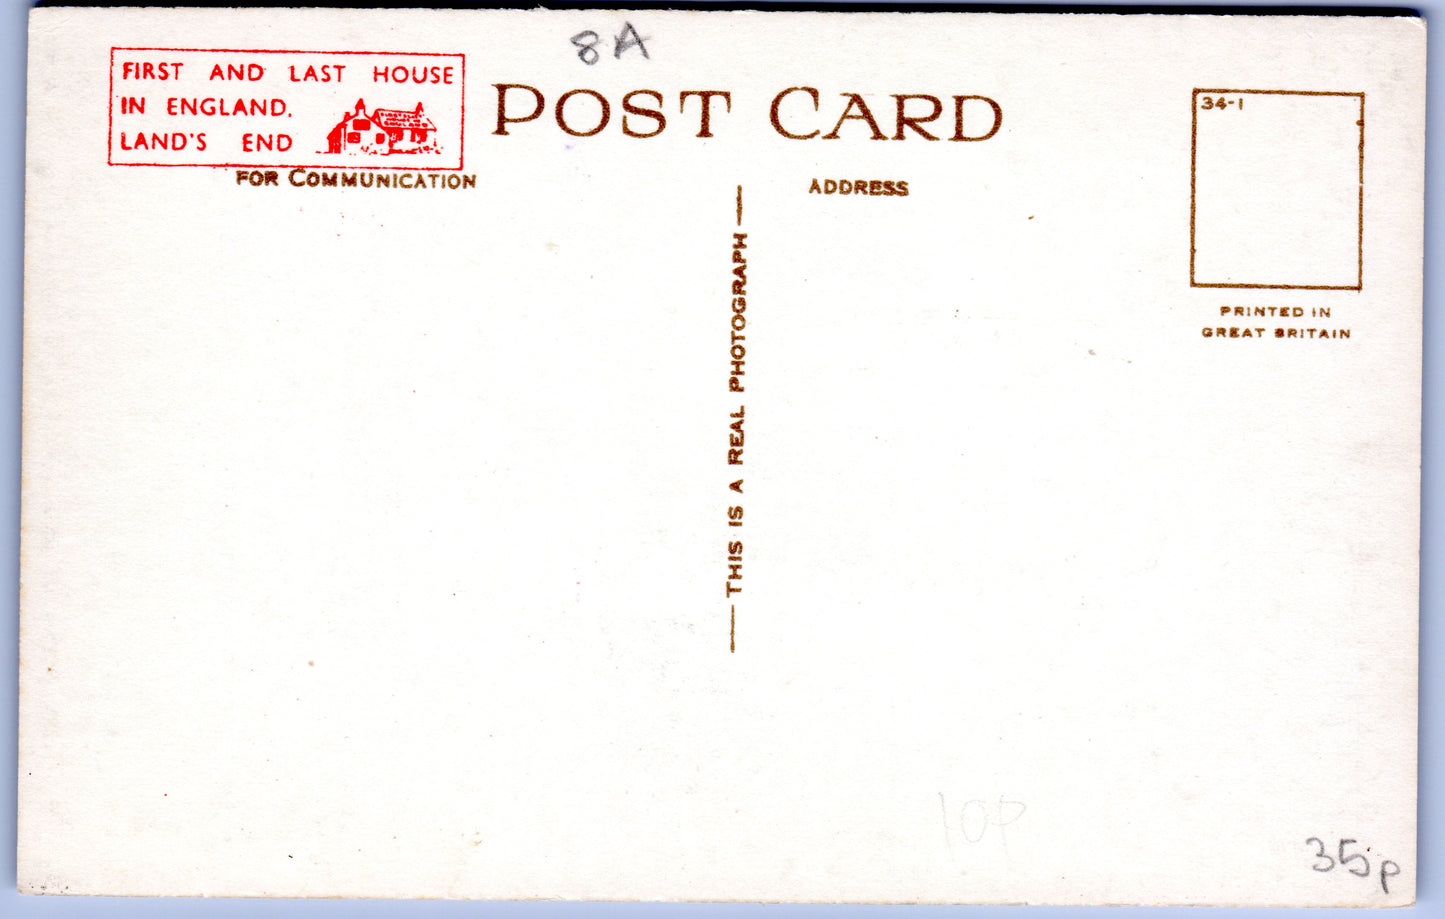 8A
FIRST AND LAST HOUSE
IN ENGLAND.
LAND'S END
POST CARD
FOR COMMUNICATION
ADDRESS
34-1
PRINTED IN
GREAT BRITAIN
THIS IS A REAL PHOTOGRAPH
10P
35p